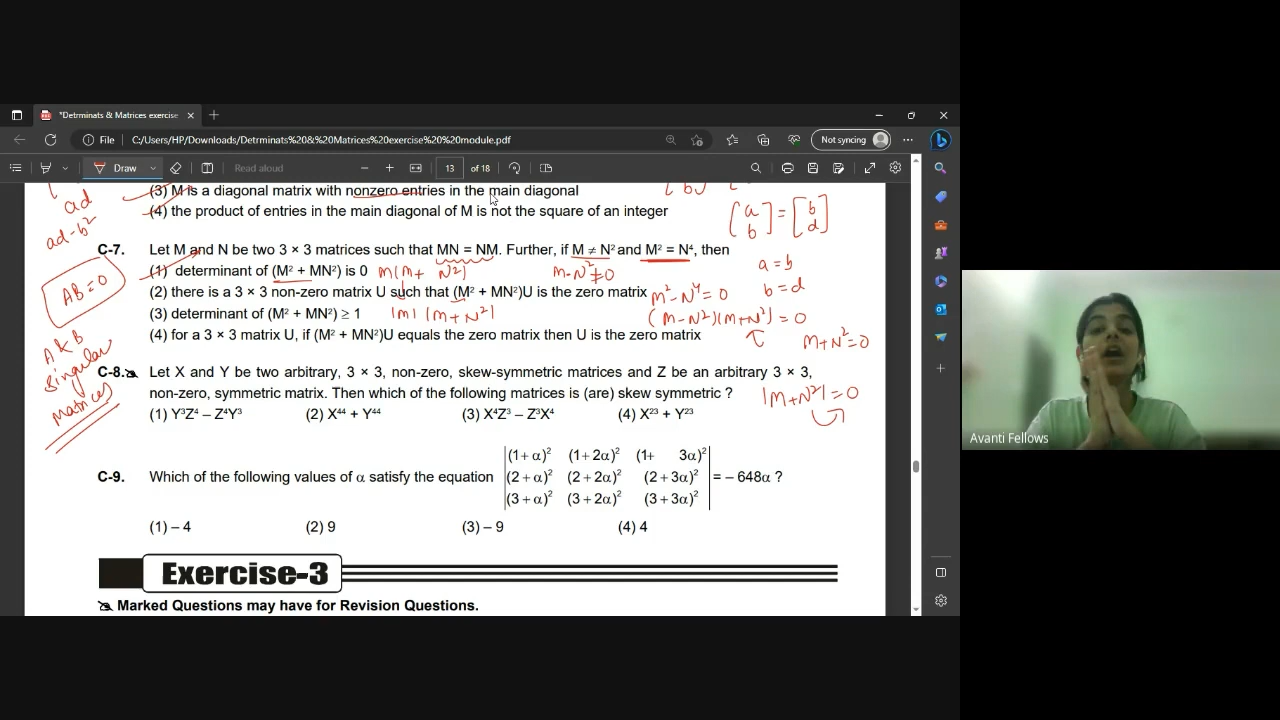 *Detrminats & Matrices exercise
File C:/Users/HP/Downloads/Detrminats%20&%20Matrices%20exercise%20%20module.pdf
Not syncing
Draw
Read aloud
13 of 18
(3) M is a diagonal matrix with nonzero entries in the main diagonal
ad
(4) the product of entries in the main diagonal of M is not the square of an integer
ad-b²
[a b] = [b d]
C-7 Let M and N be two 3 × 3 matrices such that MN = NM. Further, if M ≠ N² and M² = N⁴, then
(1) determinant of (M² + MN²) is 0 M(M+ N²) M-N²≠0
a=b
AB=0
(2) there is a 3 × 3 non-zero matrix U such that (M² + MN²)U is the zero matrix M²-N⁴=0
b=d
(3) determinant of (M² + MN²) ≥ 1 |M| |M+N²| (M-N²)(M+N²)=0
(4) for a 3 × 3 matrix U, if (M² + MN²)U equals the zero matrix then U is the zero matrix
M+N²=0
A & B
singular
matrices
C-8. Let X and Y be two arbitrary, 3 × 3, non-zero, skew-symmetric matrices and Z be an arbitrary 3 × 3,
non-zero, symmetric matrix. Then which of the following matrices is (are) skew symmetric ? |M+N²|=0
(1) Y³Z⁴ – Z⁴Y³ (2) X⁴⁴ + Y⁴⁴ (3) X⁴Z³ – Z³X⁴ (4) X²³ + Y²³
(1+ α)² (1+ 2α)² (1+ 3α)²
C-9. Which of the following values of α satisfy the equation (2 + α)² (2 + 2α)² (2 + 3α)² = – 648α ?
(3 + α)² (3 + 2α)² (3 + 3α)²
(1) – 4 (2) 9 (3) – 9 (4) 4
Exercise-3
Marked Questions may have for Revision Questions.
Avanti Fellows